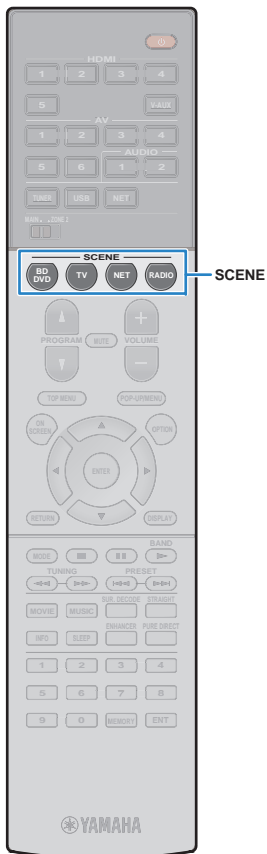 HDMI
1 2 3 4
5 V-AUX
AV
1 2 3 4
AUDIO
5 6 1 2
TUNER USB NET
MAIN ZONE2
SCENE
BD DVD TV NET RADIO
SCENE
PROGRAM MUTE VOLUME
TOP MENU POP-UP/MENU
ON SCREEN OPTION
ENTER
RETURN DISPLAY
BAND
MODE
TUNING PRESET
MOVIE MUSIC SUR. DECODE STRAIGHT
INFO SLEEP ENHANCER PURE DIRECT
1 2 3 4
5 6 7 8
9 0 MEMORY ENT
YAMAHA